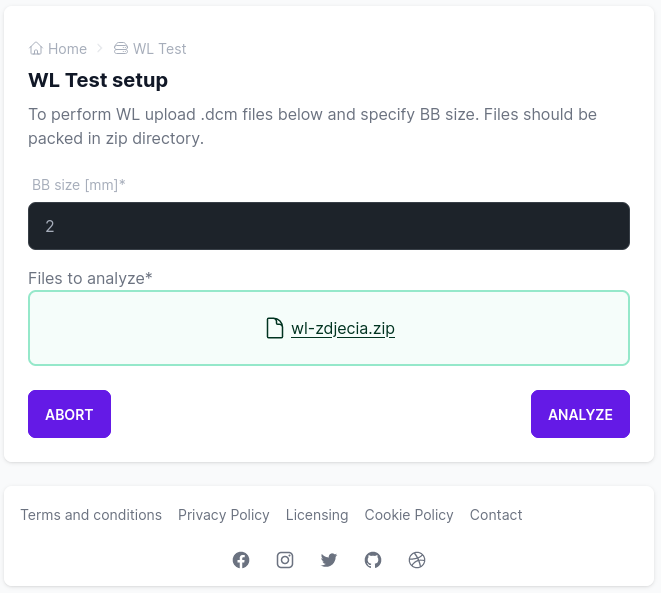 Home > WL Test
WL Test setup
To perform WL upload .dcm files below and specify BB size. Files should be
packed in zip directory.
BB size [mm]*
2
Files to analyze*
wl-zdjecia.zip
ABORT ANALYZE
Terms and conditions Privacy Policy Licensing Cookie Policy Contact